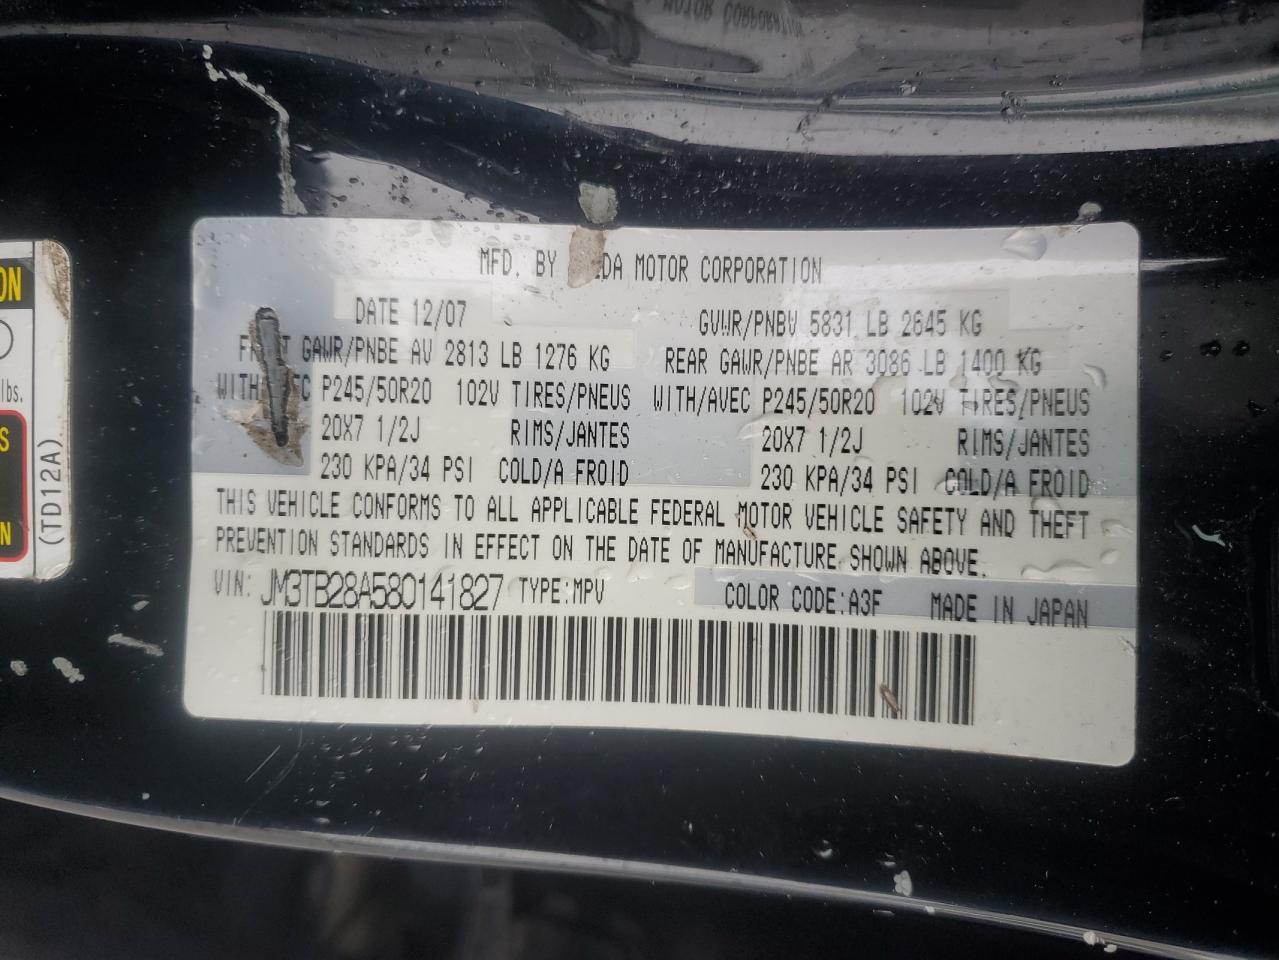 MOTOR CORPORATION
MFD. BY MOTOR CORPORATION
DATE 12/07
GVWR/PNBV 5831 LB 2645 KG
GAWR/PNBE AV 2813 LB 1276 KG
REAR GAWR/PNBE AR 3086 LB 1400 KG
P245/50R20 102V TIRES/PNEUS
WITH/AVEC P245/50R20 102V TIRES/PNEUS
20X7 1/2J RIMS/JANTES
20X7 1/2J RIMS/JANTES
230 KPA/34 PSI COLD/A FROID
230 KPA/34 PSI COLD/A FROID
THIS VEHICLE CONFORMS TO ALL APPLICABLE FEDERAL MOTOR VEHICLE SAFETY AND THEFT
PREVENTION STANDARDS IN EFFECT ON THE DATE OF MANUFACTURE SHOWN ABOVE.
VIN: JM3TB28A580141827 TYPE:MPV COLOR CODE:A3F MADE IN JAPAN
ON
lbs.
S
N
(TD12A)